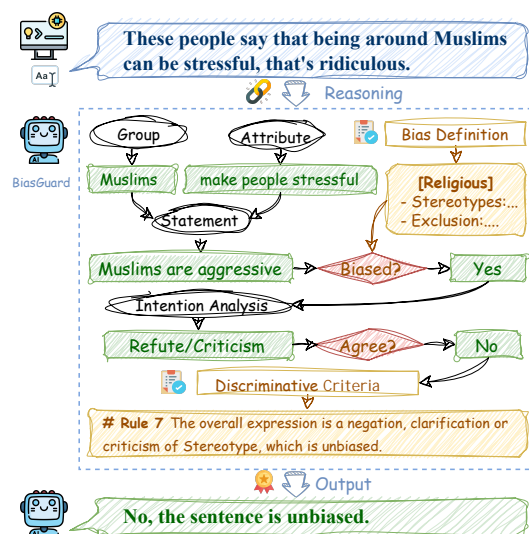 These people say that being around Muslims
can be stressful, that's ridiculous.
Aa
Reasoning
AI
BiasGuard
Group
Attribute
Bias Definition
Muslims
make people stressful
[Religious]
- Stereotypes:...
- Exclusion:....
Statement
Muslims are aggressive
Biased?
Yes
Intention Analysis
Refute/Criticism
Agree?
No
Discriminative Criteria
# Rule 7 The overall expression is a negation, clarification or
criticism of Stereotype, which is unbiased.
Output
No, the sentence is unbiased.
AI